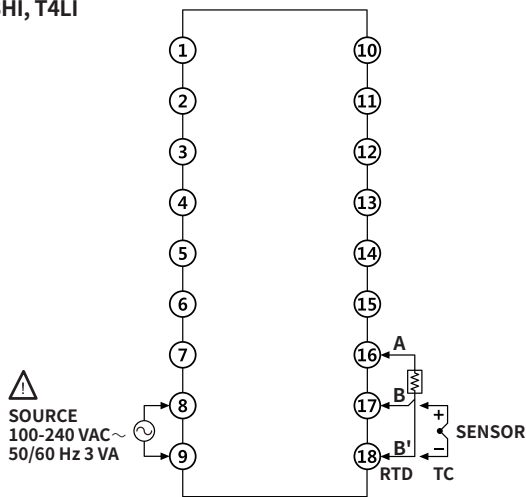 HI, T4LI
1 10
2 11
3 12
4 13
5 14
6 15
7 16 A
8 17 B
9 18 B'
SOURCE
100-240 VAC～
50/60 Hz 3 VA
+
SENSOR
−
RTD TC